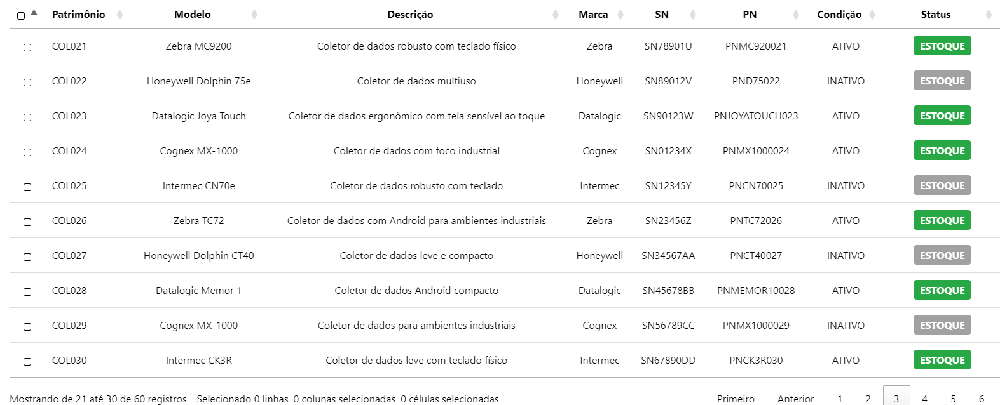 Patrimônio Modelo Descrição Marca SN PN Condição Status
COL021 Zebra MC9200 Coletor de dados robusto com teclado físico Zebra SN78901U PNMC920021 ATIVO ESTOQUE
COL022 Honeywell Dolphin 75e Coletor de dados multiuso Honeywell SN89012V PND75022 INATIVO ESTOQUE
COL023 Datalogic Joya Touch Coletor de dados ergonômico com tela sensível ao toque Datalogic SN90123W PNJOYATOUCH023 ATIVO ESTOQUE
COL024 Cognex MX-1000 Coletor de dados com foco industrial Cognex SN01234X PNMX1000024 ATIVO ESTOQUE
COL025 Intermec CN70e Coletor de dados robusto com teclado Intermec SN12345Y PNCN70025 INATIVO ESTOQUE
COL026 Zebra TC72 Coletor de dados com Android para ambientes industriais Zebra SN23456Z PNTC72026 ATIVO ESTOQUE
COL027 Honeywell Dolphin CT40 Coletor de dados leve e compacto Honeywell SN34567AA PNCT40027 INATIVO ESTOQUE
COL028 Datalogic Memor 1 Coletor de dados Android compacto Datalogic SN45678BB PNMEMOR10028 ATIVO ESTOQUE
COL029 Cognex MX-1000 Coletor de dados para ambientes industriais Cognex SN56789CC PNMX1000029 INATIVO ESTOQUE
COL030 Intermec CK3R Coletor de dados leve com teclado físico Intermec SN67890DD PNCK3R030 ATIVO ESTOQUE
Mostrando de 21 até 30 de 60 registros Selecionado 0 linhas 0 colunas selecionadas 0 células selecionadas Primeiro Anterior 1 2 3 4 5 6